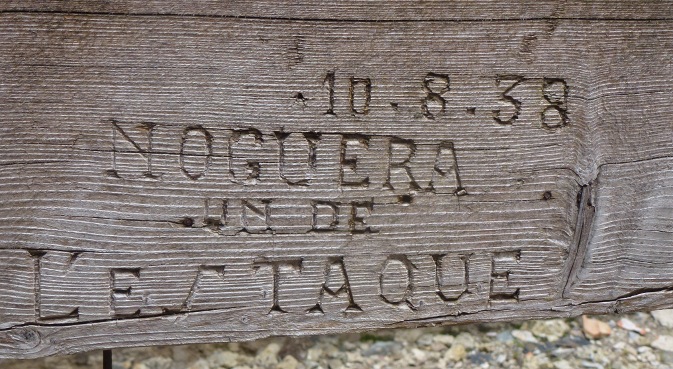 10.8.38
NOGUERA
UN DE
L'ESTAQUE